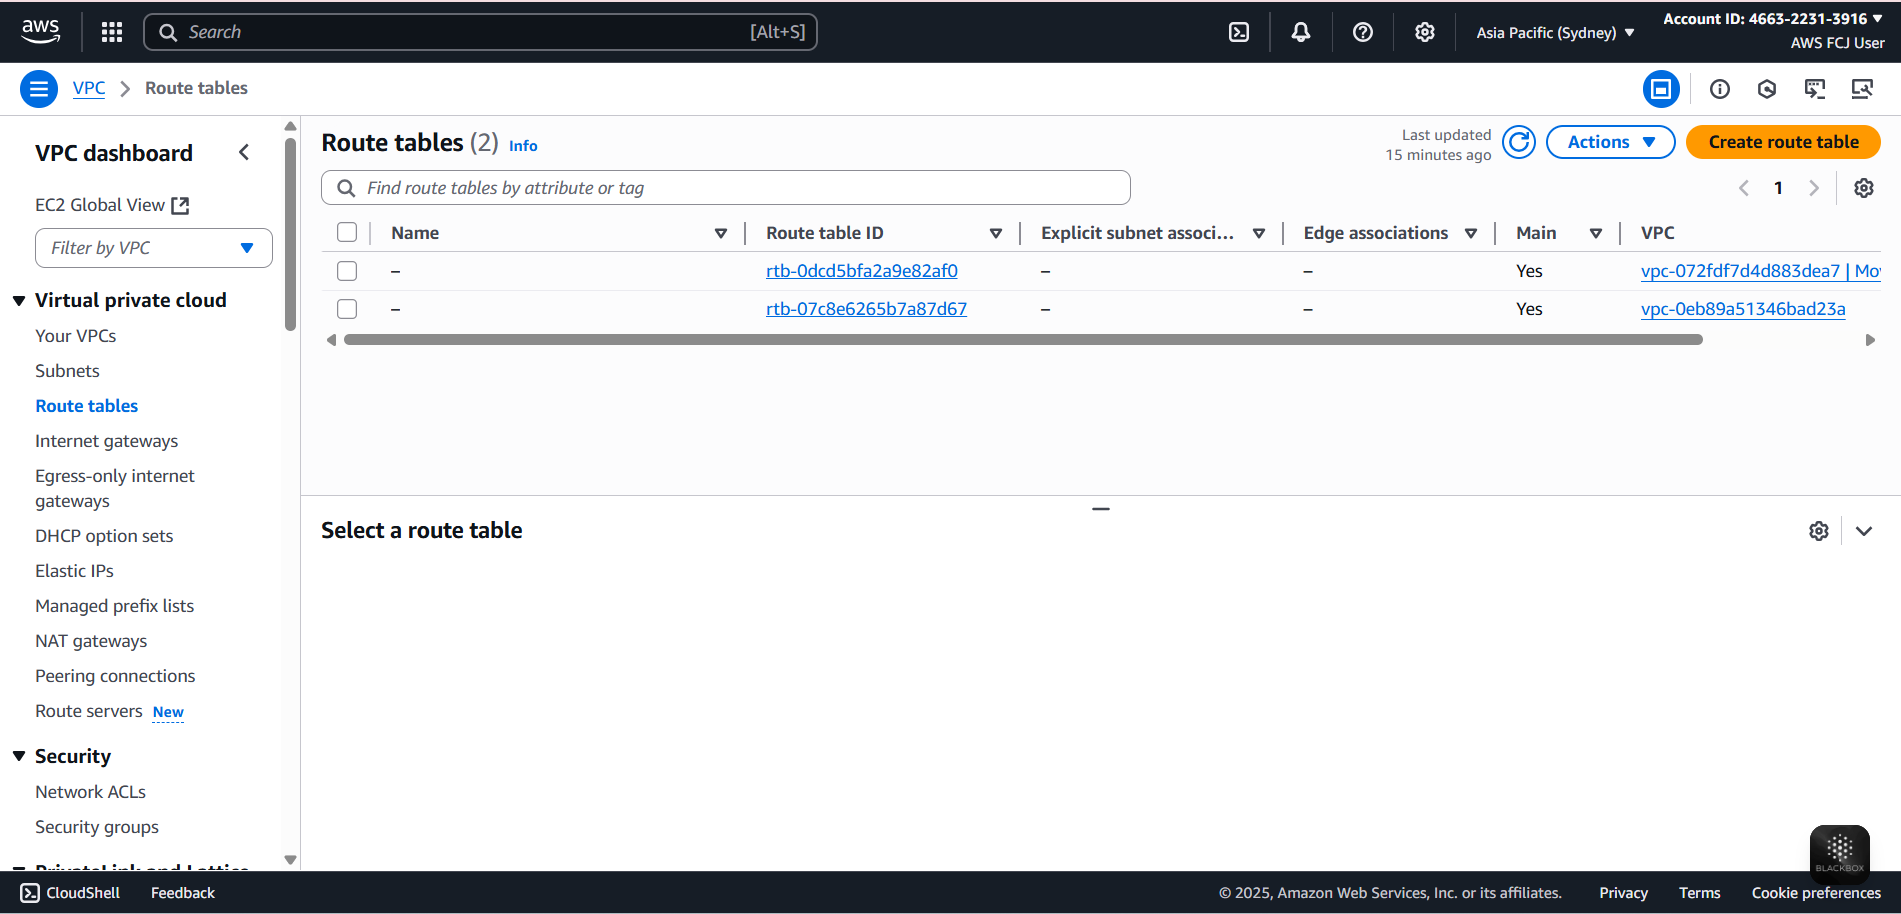 aws
Search [Alt+S]
Asia Pacific (Sydney)
Account ID: 4663-2231-3916
AWS FCJ User
VPC Route tables
VPC dashboard
EC2 Global View
Filter by VPC
Virtual private cloud
Your VPCs
Subnets
Route tables
Internet gateways
Egress-only internet
gateways
DHCP option sets
Elastic IPs
Managed prefix lists
NAT gateways
Peering connections
Route servers New
Security
Network ACLs
Security groups
PrivateLink and Lattice
Route tables (2) Info
Last updated
15 minutes ago
Actions
Create route table
Find route tables by attribute or tag
1
Name Route table ID Explicit subnet associ... Edge associations Main VPC
– rtb-0dcd5bfa2a9e82af0 – – Yes vpc-072fdf7d4d883dea7 | Mov
– rtb-07c8e6265b7a87d67 – – Yes vpc-0eb89a51346bad23a
Select a route table
BLACKBOX
CloudShell Feedback © 2025, Amazon Web Services, Inc. or its affiliates. Privacy Terms Cookie preferences